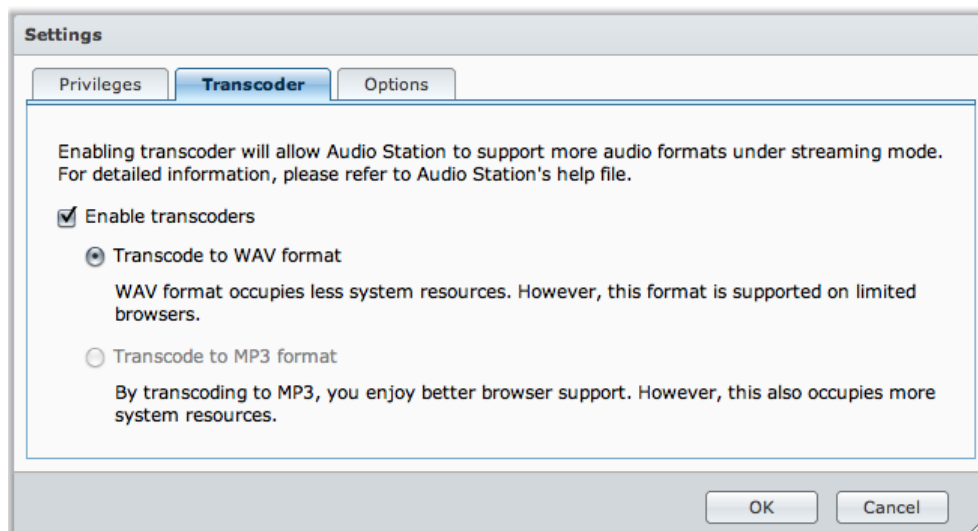 Settings
Privileges
Transcoder
Options
Enabling transcoder will allow Audio Station to support more audio formats under streaming mode.
For detailed information, please refer to Audio Station's help file.
Enable transcoders
Transcode to WAV format
WAV format occupies less system resources. However, this format is supported on limited
browsers.
Transcode to MP3 format
By transcoding to MP3, you enjoy better browser support. However, this also occupies more
system resources.
OK
Cancel